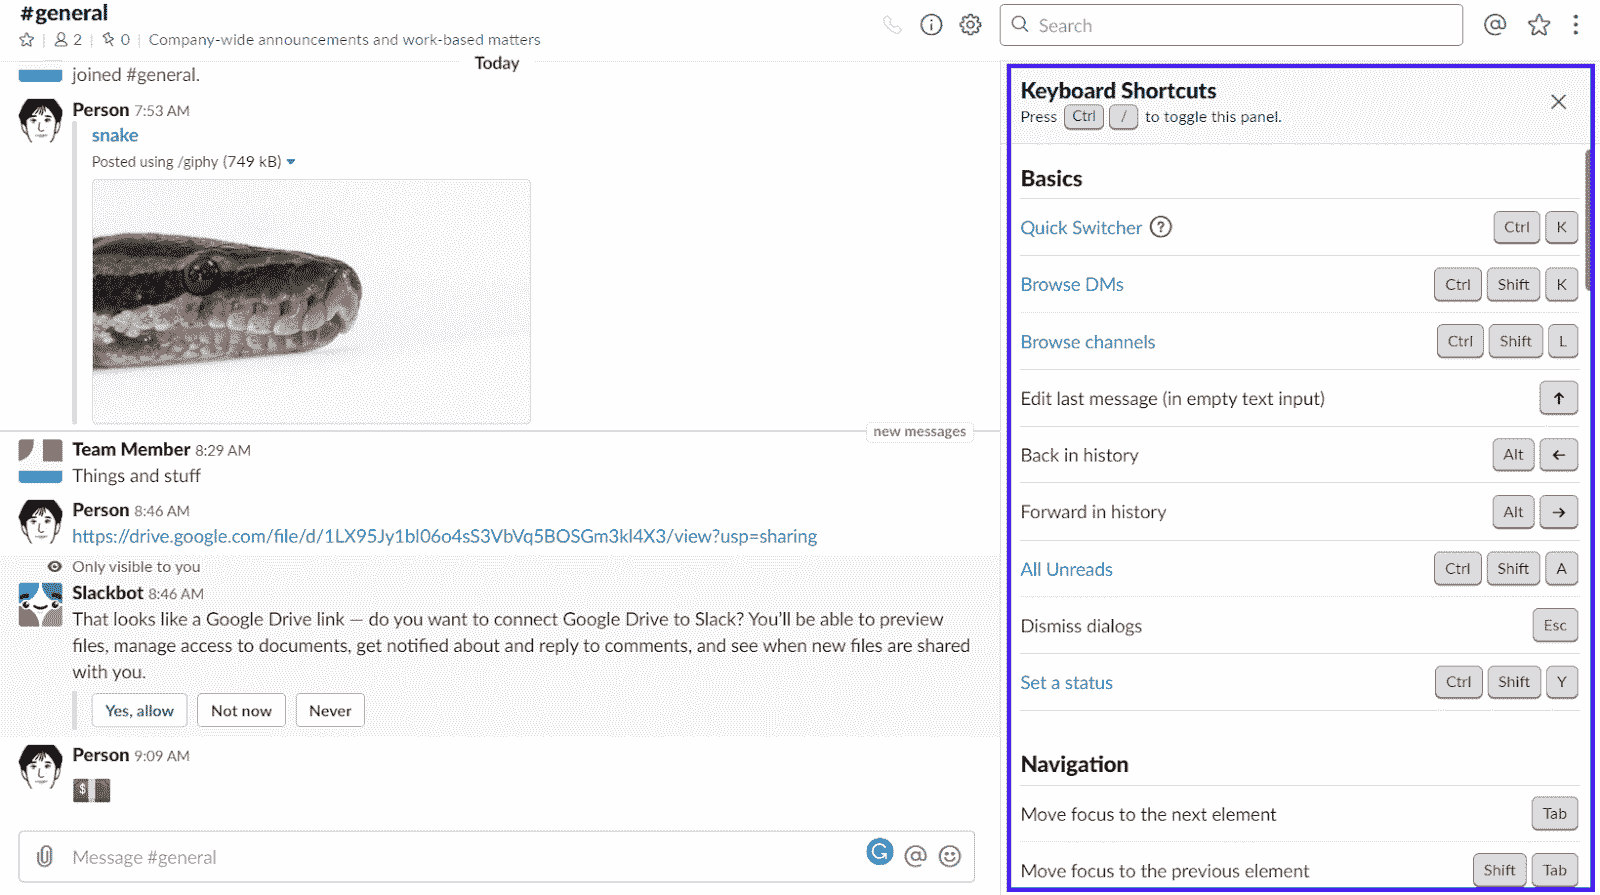 #general
2 | 0 | Company-wide announcements and work-based matters
Search
Today
joined #general.
Person 7:53 AM
snake
Posted using /giphy (749 kB)
new messages
Team Member 8:29 AM
Things and stuff
Person 8:46 AM
https://drive.google.com/file/d/1LX95Jy1bl06o4sS3VbVq5BOSGm3kl4X3/view?usp=sharing
Only visible to you
Slackbot 8:46 AM
That looks like a Google Drive link — do you want to connect Google Drive to Slack? You'll be able to preview
files, manage access to documents, get notified about and reply to comments, and see when new files are shared
with you.
Yes, allow Not now Never
Person 9:09 AM
Message #general
Keyboard Shortcuts
Press Ctrl / to toggle this panel.
Basics
Quick Switcher ? Ctrl K
Browse DMs Ctrl Shift K
Browse channels Ctrl Shift L
Edit last message (in empty text input) ↑
Back in history Alt ←
Forward in history Alt →
All Unreads Ctrl Shift A
Dismiss dialogs Esc
Set a status Ctrl Shift Y
Navigation
Move focus to the next element Tab
Move focus to the previous element Shift Tab